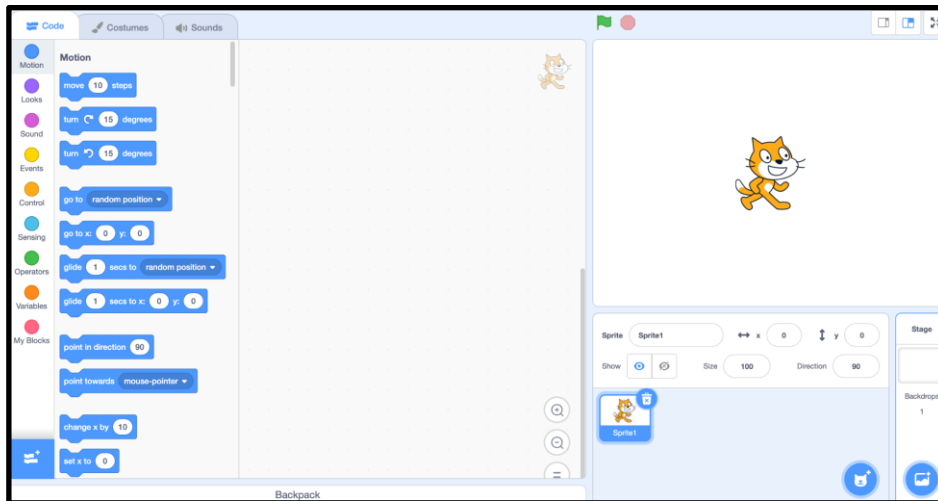 Code Costumes Sounds
Motion
Looks
Sound
Events
Control
Sensing
Operators
Variables
My Blocks
Motion
move 10 steps
turn 15 degrees
turn 15 degrees
go to random position
go to x: 0 y: 0
glide 1 secs to random position
glide 1 secs to x: 0 y: 0
point in direction 90
point towards mouse-pointer
change x by 10
set x to 0
Backpack
Sprite Sprite1 x 0 y 0
Show Size 100 Direction 90
Sprite1
Stage
Backdrops
1